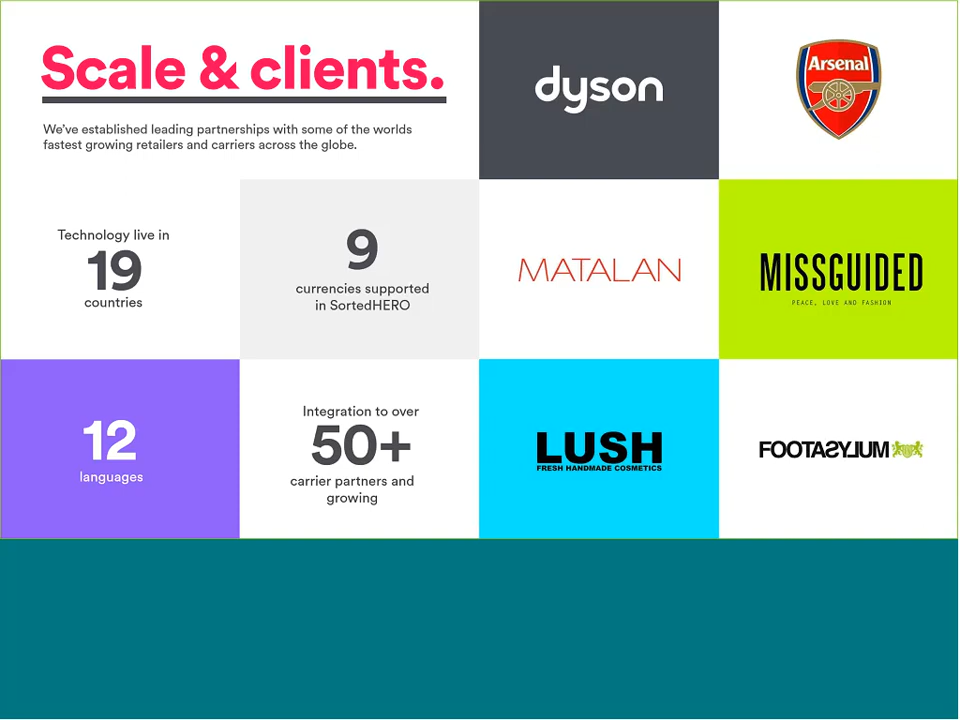 Scale & clients.
We've established leading partnerships with some of the worlds
fastest growing retailers and carriers across the globe.
dyson
Arsenal
Technology live in
19
countries
9
currencies supported
in SortedHERO
MATALAN
MISSGUIDED
PEACE, LOVE AND FASHION
12
languages
Integration to over
50+
carrier partners and
growing
LUSH
FRESH HANDMADE COSMETICS
FOOTASYLUM